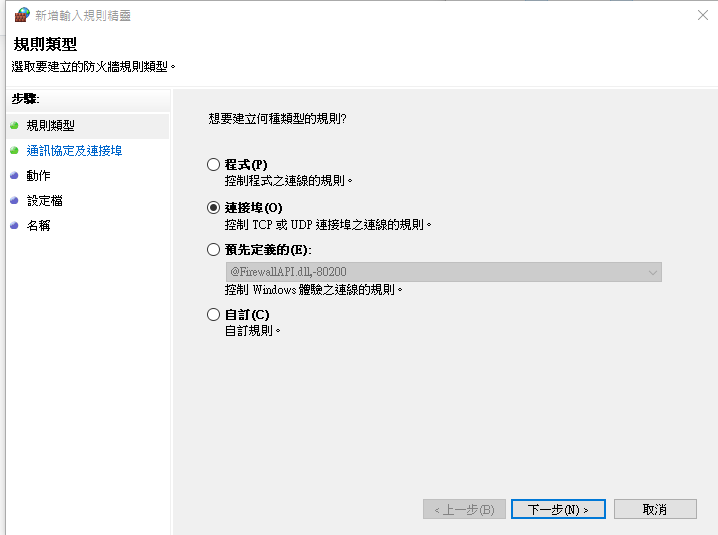 新增輸入規則精靈
規則類型
選取要建立的防火牆規則類型。
步驟:
規則類型
通訊協定及連接埠
動作
設定檔
名稱
想要建立何種類型的規則?
程式(P)
控制程式之連線的規則。
連接埠(O)
控制 TCP 或 UDP 連接埠之連線的規則。
預先定義的(E):
@FirewallAPI.dll,-80200
控制 Windows 體驗之連線的規則。
自訂(C)
自訂規則。
< 上一步(B)
下一步(N) >
取消